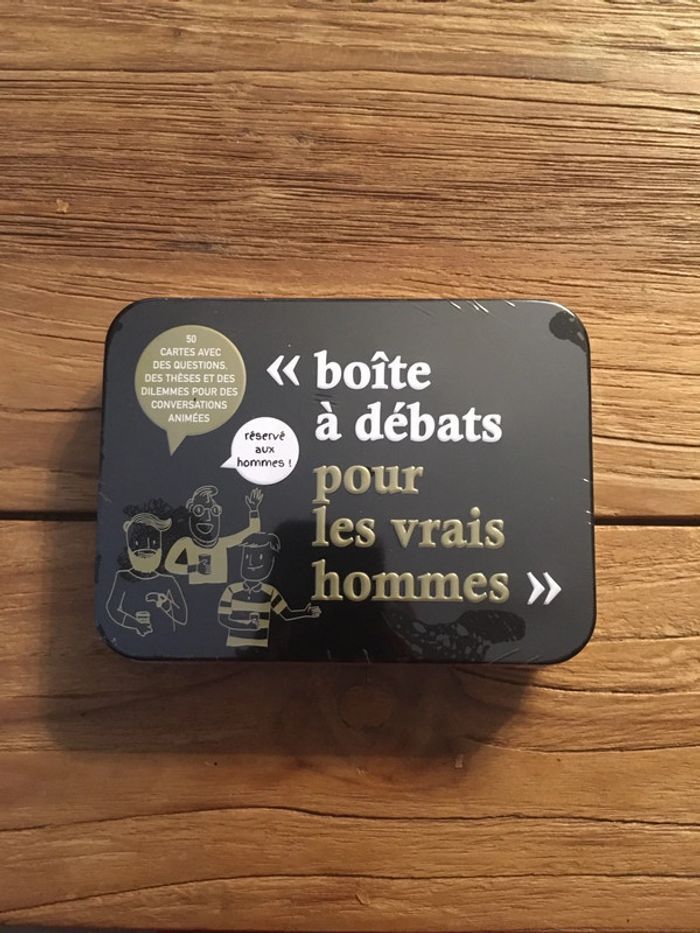 50
CARTES AVEC
DES QUESTIONS,
DES THÈSES ET DES
DILEMMES POUR DES
CONVERSATIONS
ANIMÉES
réservé
aux
hommes !
« boîte
à débats
pour
les vrais
hommes »